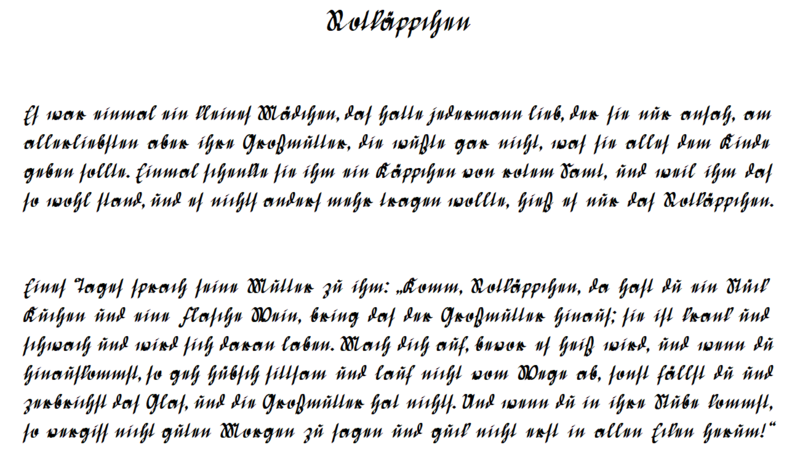 Rotkäppchen
Es war einmal ein kleines Mädchen, das hatte jedermann lieb, der sie nur ansah, am
allerliebsten aber ihre Großmutter, die wußte gar nicht, was sie alles dem Kinde
geben sollte. Einmal schenkte sie ihm ein Käppchen von rotem Samt, und weil ihm das
so wohl stand, und es nichts anders mehr tragen wollte, hieß es nur das Rotkäppchen.
Eines Tages sprach seine Mutter zu ihm: „Komm, Rotkäppchen, da hast du ein Stück
Kuchen und eine Flasche Wein, bring das der Großmutter hinaus; sie ist krank und
schwach und wird sich daran laben. Mach dich auf, bevor es heiß wird, und wenn du
hinauskommst, so geh hübsch sittsam und lauf nicht vom Wege ab, sonst fällst du und
zerbrichst das Glas, und die Großmutter hat nichts. Und wenn du in ihre Stube kommst,
so vergiss nicht guten Morgen zu sagen und guck nicht erst in allen Ecken herum!“